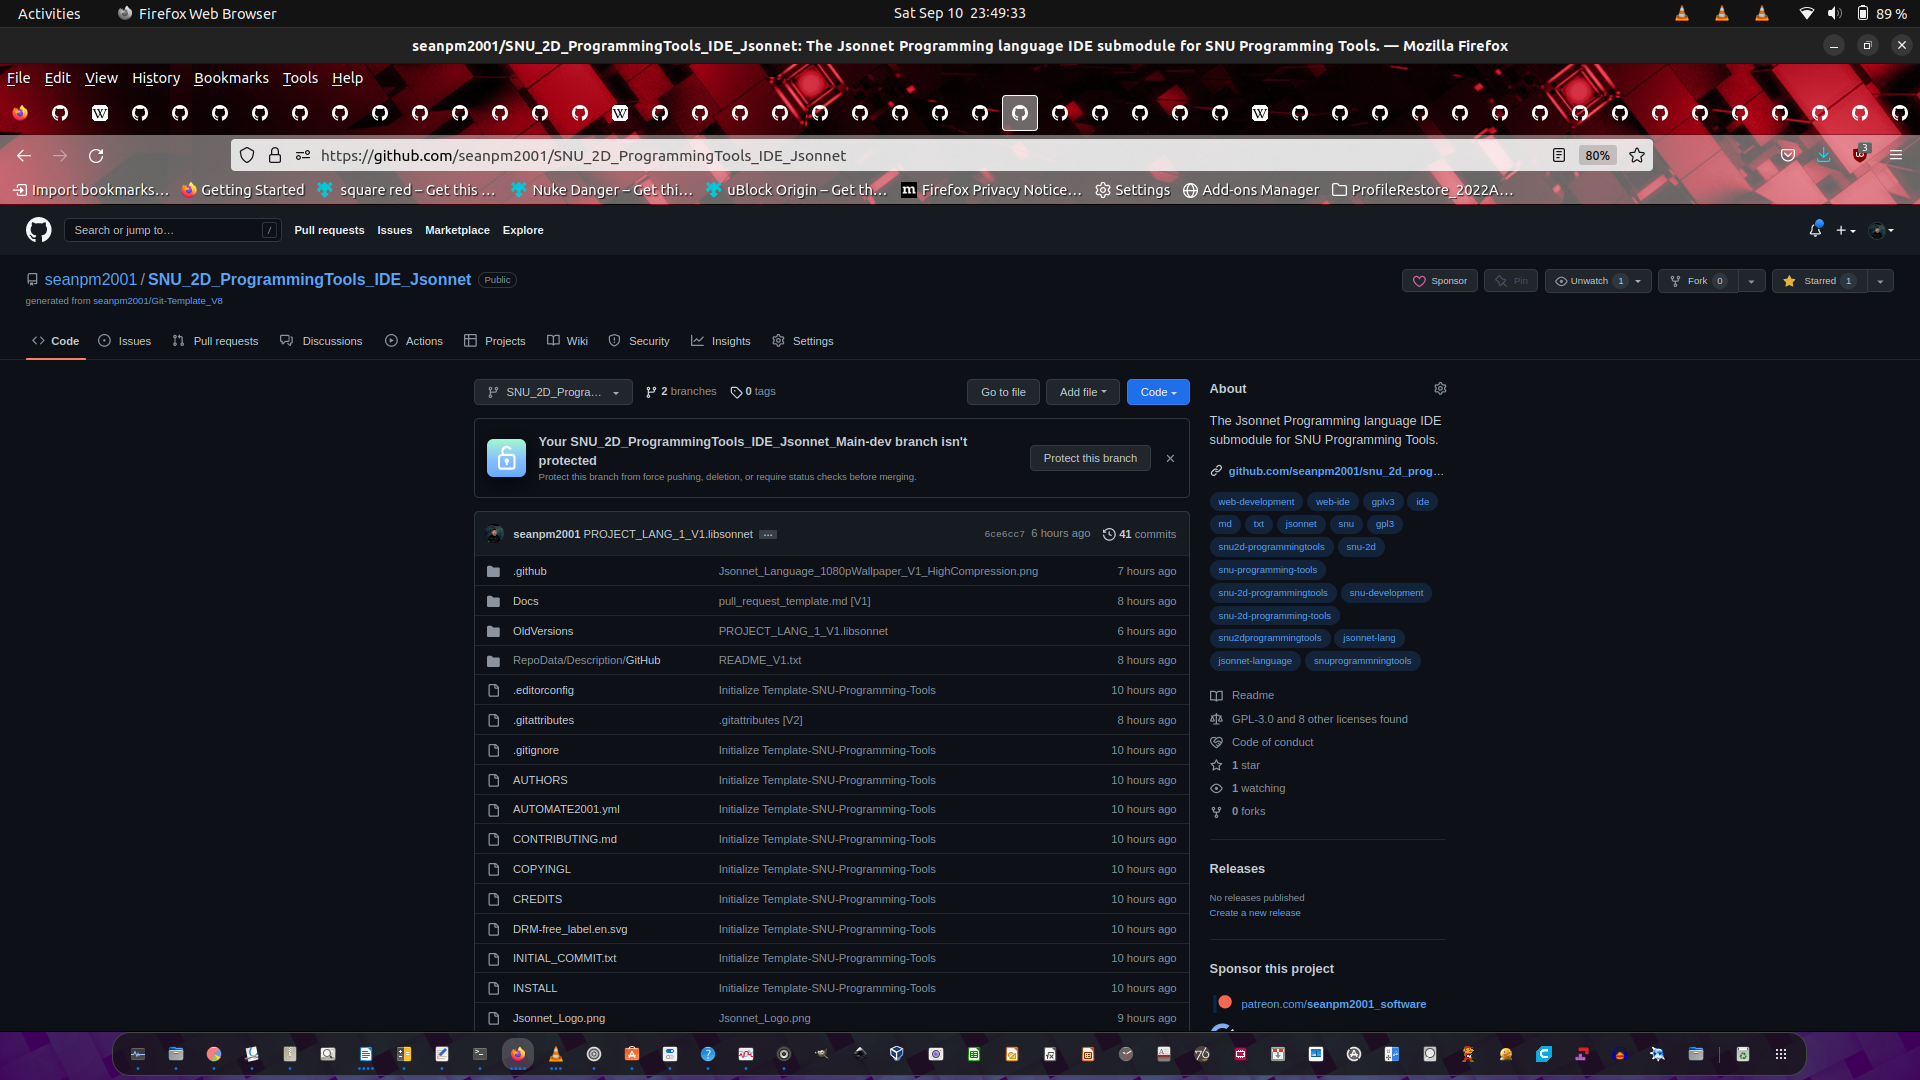 Activities Firefox Web Browser Sat Sep 10 23:49:33 89 %
seanpm2001/SNU_2D_ProgrammingTools_IDE_Jsonnet: The Jsonnet Programming language IDE submodule for SNU Programming Tools. — Mozilla Firefox
File Edit View History Bookmarks Tools Help
https://github.com/seanpm2001/SNU_2D_ProgrammingTools_IDE_Jsonnet 80% 3
Import bookmarks… Getting Started square red – Get this … Nuke Danger – Get thi… uBlock Origin – Get th… Firefox Privacy Notice… Settings Add-ons Manager ProfileRestore_2022A…
Search or jump to… / Pull requests Issues Marketplace Explore
seanpm2001 / SNU_2D_ProgrammingTools_IDE_Jsonnet Public Sponsor Pin Unwatch 1 Fork 0 Starred 1
generated from seanpm2001/Git-Template_V8
Code Issues Pull requests Discussions Actions Projects Wiki Security Insights Settings
SNU_2D_Progra… 2 branches 0 tags Go to file Add file Code
Your SNU_2D_ProgrammingTools_IDE_Jsonnet_Main-dev branch isn't
protected
Protect this branch from force pushing, deletion, or require status checks before merging.
Protect this branch
seanpm2001 PROJECT_LANG_1_V1.libsonnet … 6ce6cc7 6 hours ago 41 commits
.github Jsonnet_Language_1080pWallpaper_V1_HighCompression.png 7 hours ago
Docs pull_request_template.md [V1] 8 hours ago
OldVersions PROJECT_LANG_1_V1.libsonnet 6 hours ago
RepoData/Description/GitHub README_V1.txt 8 hours ago
.editorconfig Initialize Template-SNU-Programming-Tools 10 hours ago
.gitattributes .gitattributes [V2] 8 hours ago
.gitignore Initialize Template-SNU-Programming-Tools 10 hours ago
AUTHORS Initialize Template-SNU-Programming-Tools 10 hours ago
AUTOMATE2001.yml Initialize Template-SNU-Programming-Tools 10 hours ago
CONTRIBUTING.md Initialize Template-SNU-Programming-Tools 10 hours ago
COPYINGL Initialize Template-SNU-Programming-Tools 10 hours ago
CREDITS Initialize Template-SNU-Programming-Tools 10 hours ago
DRM-free_label.en.svg Initialize Template-SNU-Programming-Tools 10 hours ago
INITIAL_COMMIT.txt Initialize Template-SNU-Programming-Tools 10 hours ago
INSTALL Initialize Template-SNU-Programming-Tools 10 hours ago
Jsonnet_Logo.png Jsonnet_Logo.png 9 hours ago
About
The Jsonnet Programming language IDE
submodule for SNU Programming Tools.
github.com/seanpm2001/snu_2d_prog…
web-development web-ide gplv3 ide
md txt jsonnet snu gpl3
snu2d-programmingtools snu-2d
snu-programming-tools
snu-2d-programmingtools snu-development
snu-2d-programming-tools
snu2dprogrammingtools jsonnet-lang
jsonnet-language snuprogrammningtools
Readme
GPL-3.0 and 8 other licenses found
Code of conduct
1 star
1 watching
0 forks
Releases
No releases published
Create a new release
Sponsor this project
patreon.com/seanpm2001_software